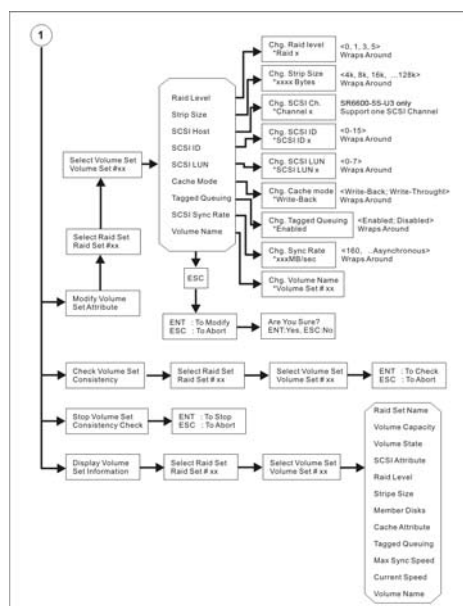 1
Raid Level
Strip Size
SCSI Host
SCSI ID
SCSI LUN
Cache Mode
Tagged Queuing
SCSI Sync Rate
Volume Name
Chg. Raid level
*Raid x
<0, 1, 3, 5>
Wraps Around
Chg. Strip Size
*xxxx Bytes
<4k, 8k, 16k, ...128k>
Wraps Around
Chg. SCSI Ch.
*Channel x
SR6600-5S-U3 only
Support one SCSI Channel
Chg. SCSI ID
*SCSI ID x
<0-15>
Wraps Around
Chg. SCSI LUN
*SCSI LUN x
<0-7>
Wraps Around
Chg. Cache mode
*Write-Back
<Write-Back; Write-Throught>
Wraps Around
Chg. Tagged Queuing
*Enabled
<Enabled; Disabled>
Wraps Around
Chg. Sync Rate
*xxxMB/sec
<160, ...Asynchronous>
Wraps Around
Chg. Volume Name
*Volume Set # xx
Select Volume Set
Volume Set #xx
Select Raid Set
Raid Set #xx
Modify Volume
Set Attribute
ESC
ENT : To Modify
ESC : To Abort
Are You Sure?
ENT:Yes, ESC:No
Check Volume Set
Consistency
Select Raid Set
Raid Set # xx
Select Volume Set
Volume Set # xx
ENT : To Check
ESC : To Abort
Stop Volume Set
Consistency Check
ENT : To Stop
ESC : To Abort
Display Volume
Set Information
Select Raid Set
Raid Set # xx
Select Volume Set
Volume Set # xx
Raid Set Name
Volume Capacity
Volume State
SCSI Attribute
Raid Level
Stripe Size
Member Disks
Cache Attribute
Tagged Queuing
Max Sync Speed
Current Speed
Volume Name